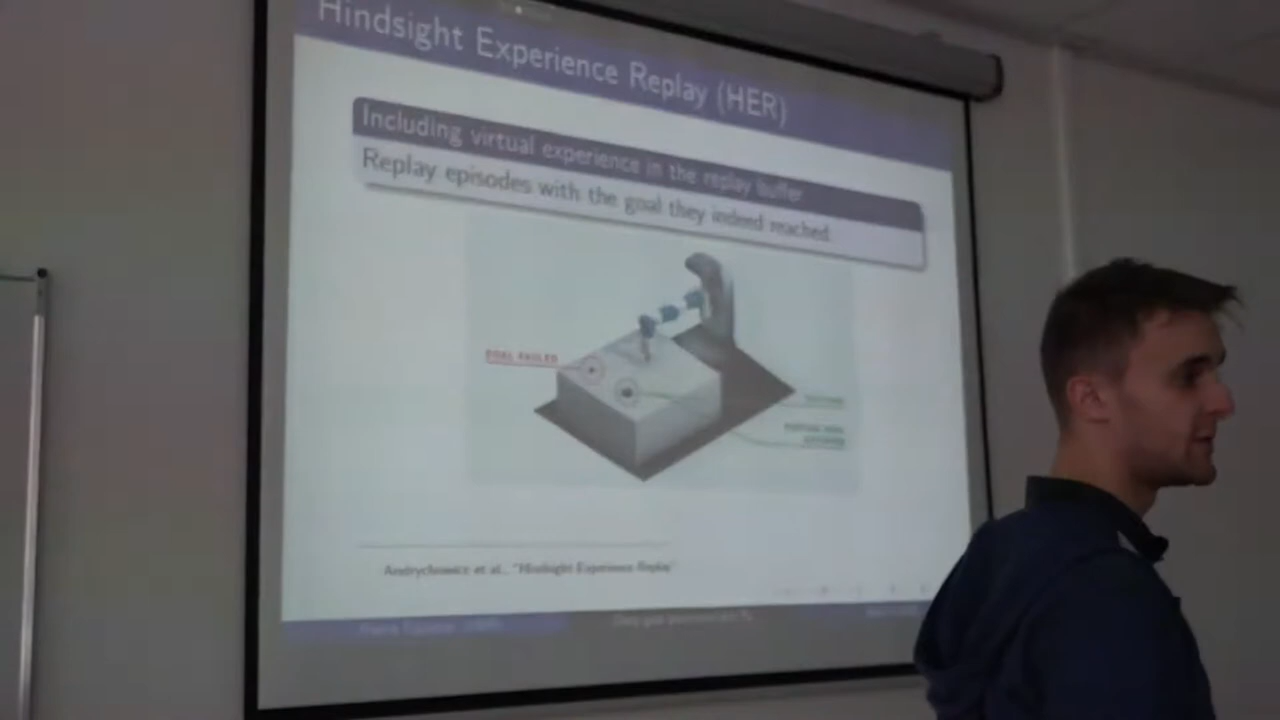 Hindsight Experience Replay (HER)
Including virtual experience in the replay buffer
Replay episodes with the goal they indeed reached.
GOAL FAILED
Andrychowicz et al., "Hindsight Experience Replay"